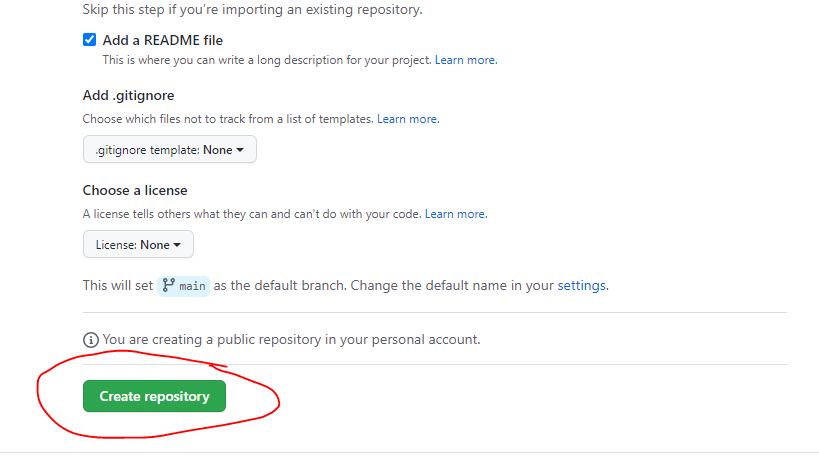 Skip this step if you're importing an existing repository.
Add a README file
This is where you can write a long description for your project. Learn more.
Add .gitignore
Choose which files not to track from a list of templates. Learn more.
.gitignore template: None
Choose a license
A license tells others what they can and can't do with your code. Learn more.
License: None
This will set main as the default branch. Change the default name in your settings.
You are creating a public repository in your personal account.
Create repository